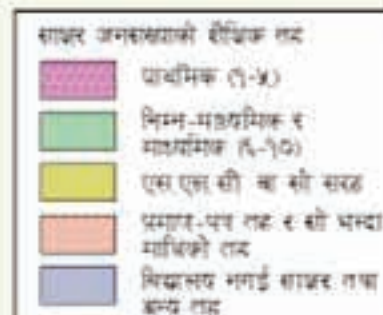 साक्षर जनसंख्याको शैक्षिक तह
प्राथमिक (१-५)
निम्न-माध्यमिक र
माध्यमिक (६-१०)
एस एस सी वा सो सरह
प्रमाण-पत्र तह र सो भन्दा
माथिको तह
विद्यालय नगई साक्षर तथा
अन्य तह